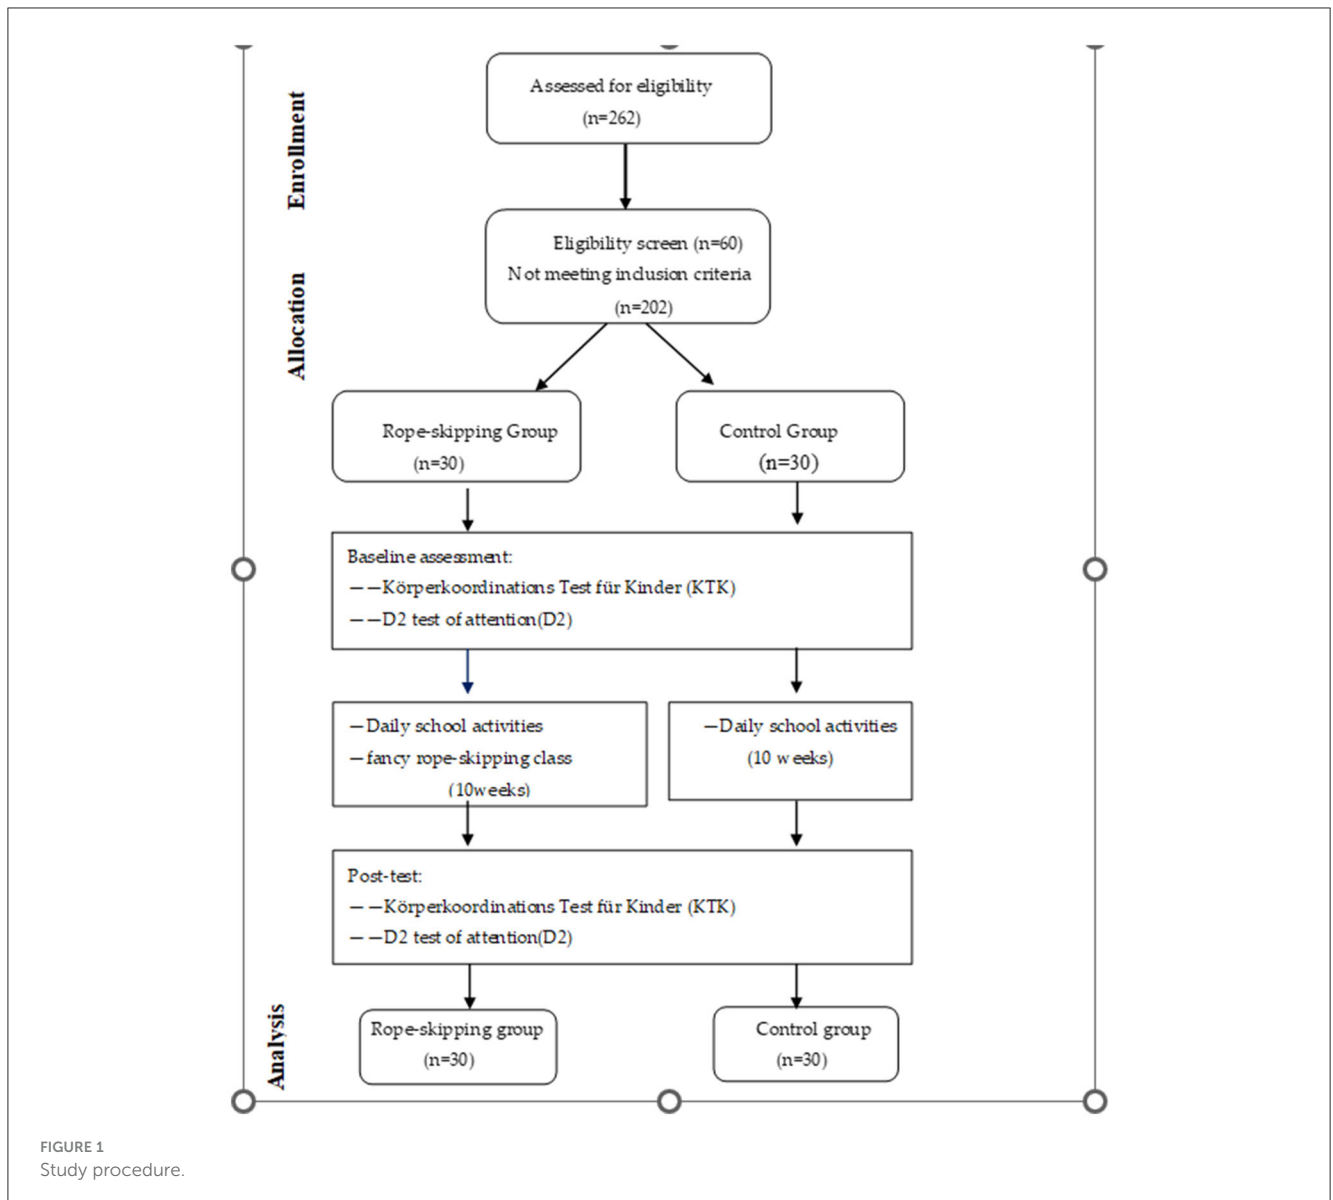 Enrollment
Assessed for eligibility
(n=262)
Eligibility screen (n=60)
Not meeting inclusion criteria
(n=202)
Allocation
Rope-skipping Group
(n=30)
Control Group
(n=30)
Baseline assessment:
——Körperkoordinations Test für Kinder (KTK)
——D2 test of attention(D2)
—Daily school activities
—fancy rope-skipping class
(10weeks)
—Daily school activities
(10 weeks)
Post-test:
——Körperkoordinations Test für Kinder (KTK)
——D2 test of attention(D2)
Analysis
Rope-skipping group
(n=30)
Control group
(n=30)
FIGURE 1
Study procedure.